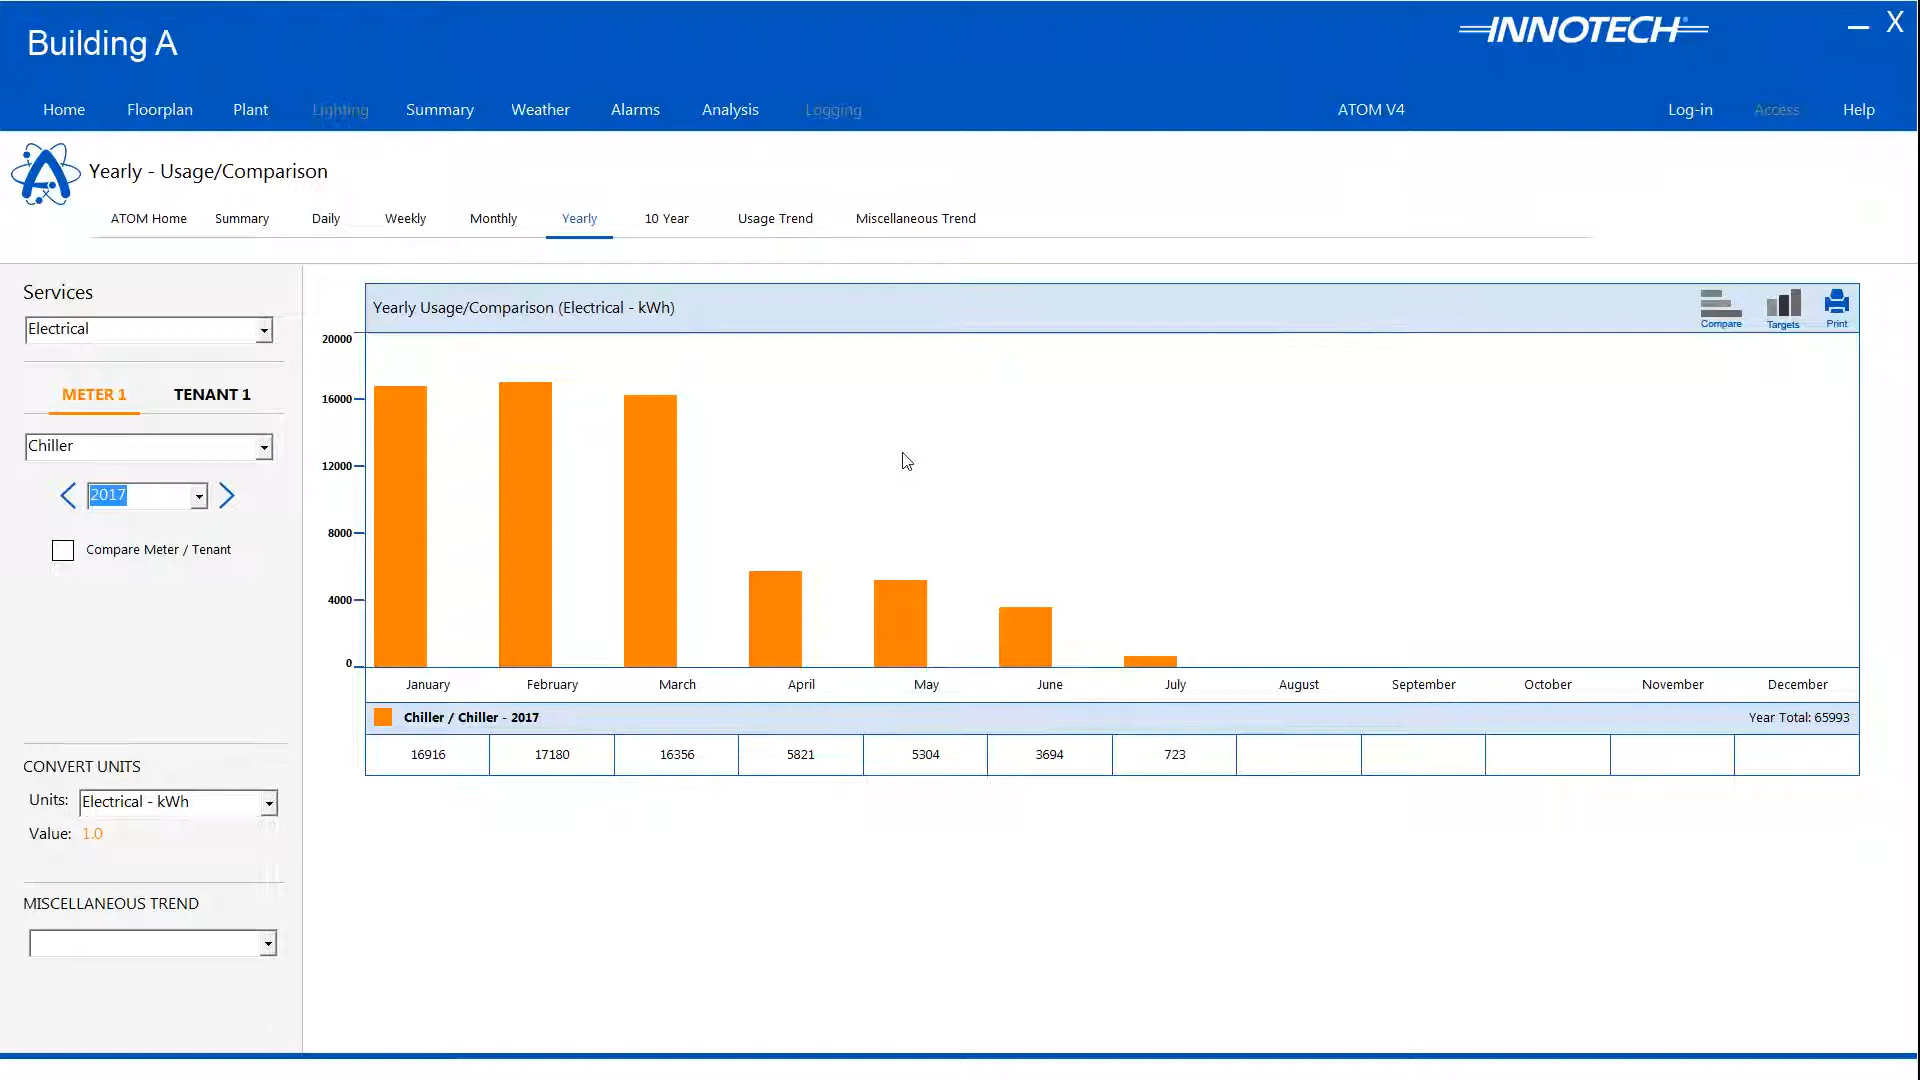 Building A
INNOTECH®
— X
Home Floorplan Plant Lighting Summary Weather Alarms Analysis Logging ATOM V4 Log-in Access Help
Yearly - Usage/Comparison
ATOM Home Summary Daily Weekly Monthly Yearly 10 Year Usage Trend Miscellaneous Trend
Services
Electrical
METER 1 TENANT 1
Chiller
2017
Compare Meter / Tenant
CONVERT UNITS
Units: Electrical - kWh
Value: 1.0
MISCELLANEOUS TREND
Yearly Usage/Comparison (Electrical - kWh)
Compare Targets Print
20000
16000
12000
8000
4000
0
January February March April May June July August September October November December
Chiller / Chiller - 2017 Year Total: 65993
16916 17180 16356 5821 5304 3694 723